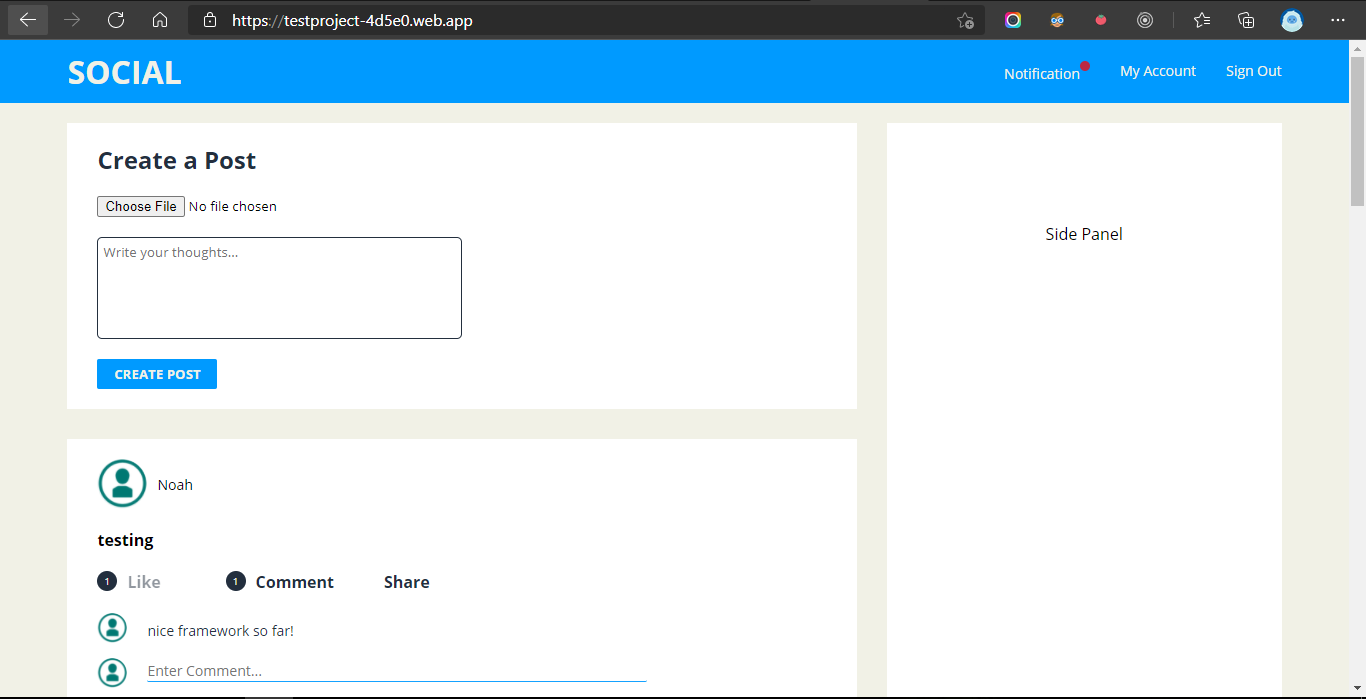 https://testproject-4d5e0.web.app
SOCIAL
Notification My Account Sign Out
Create a Post
Choose File No file chosen
Write your thoughts...
CREATE POST
Side Panel
Noah
testing
1 Like 1 Comment Share
nice framework so far!
Enter Comment...